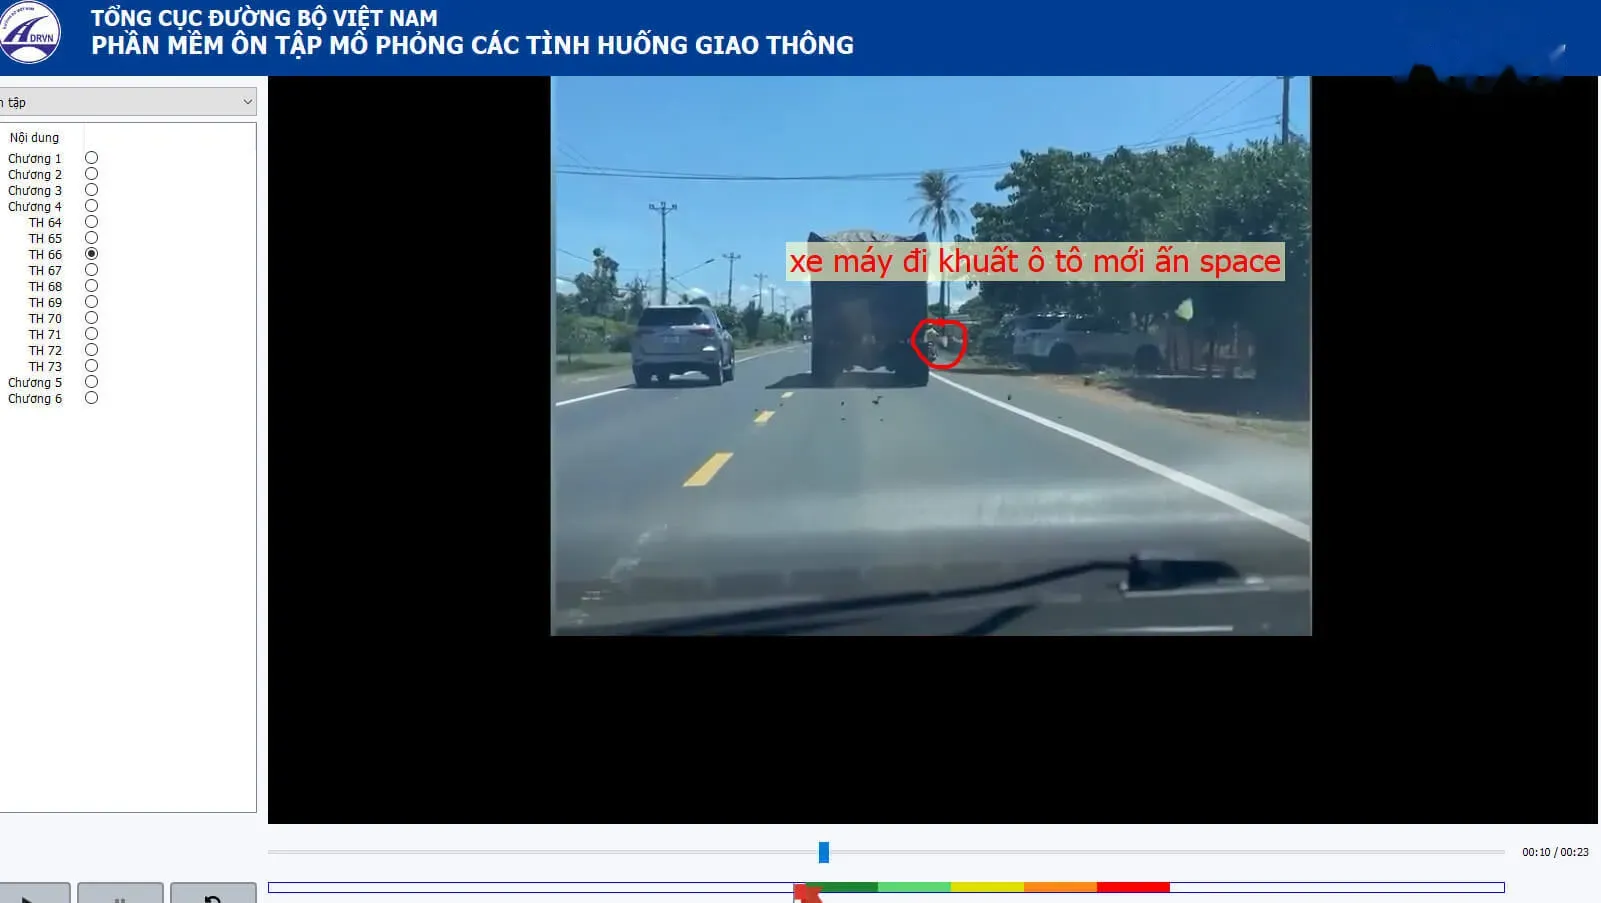 TỔNG CỤC ĐƯỜNG BỘ VIỆT NAM
PHẦN MỀM ÔN TẬP MÔ PHỎNG CÁC TÌNH HUỐNG GIAO THÔNG
DRVN
n tập
Nội dung
Chương 1
Chương 2
Chương 3
Chương 4
TH 64
TH 65
TH 66
TH 67
TH 68
TH 69
TH 70
TH 71
TH 72
TH 73
Chương 5
Chương 6
xe máy đi khuất ô tô mới ấn space
00:10 / 00:23